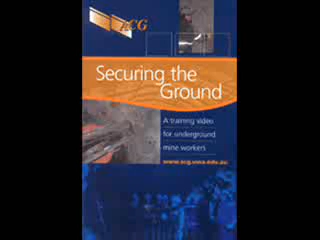 ACG
Securing the
Ground
A training video
for underground
mine workers
www.acg.uwa.edu.au